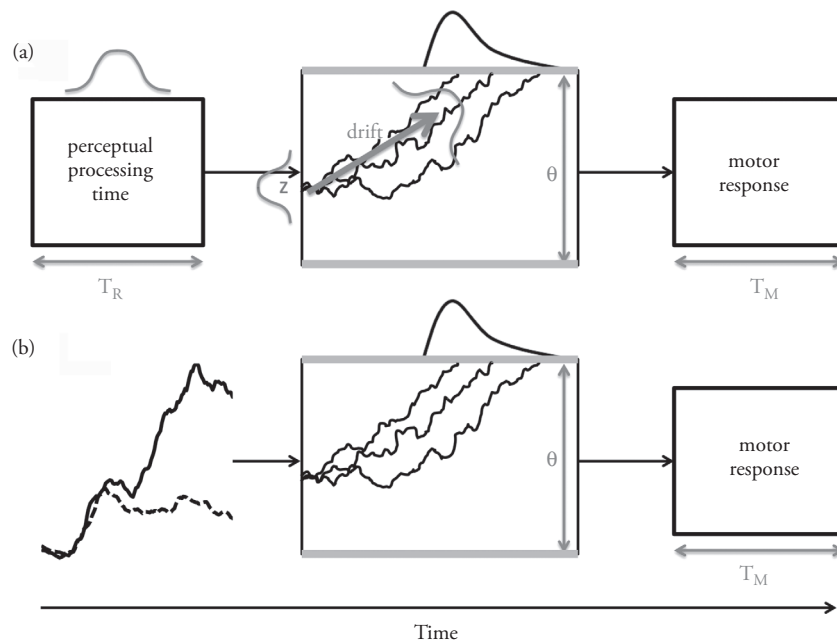 (a)
perceptual
processing
time
T_R
z
drift
θ
motor
response
T_M
(b)
θ
motor
response
T_M
Time